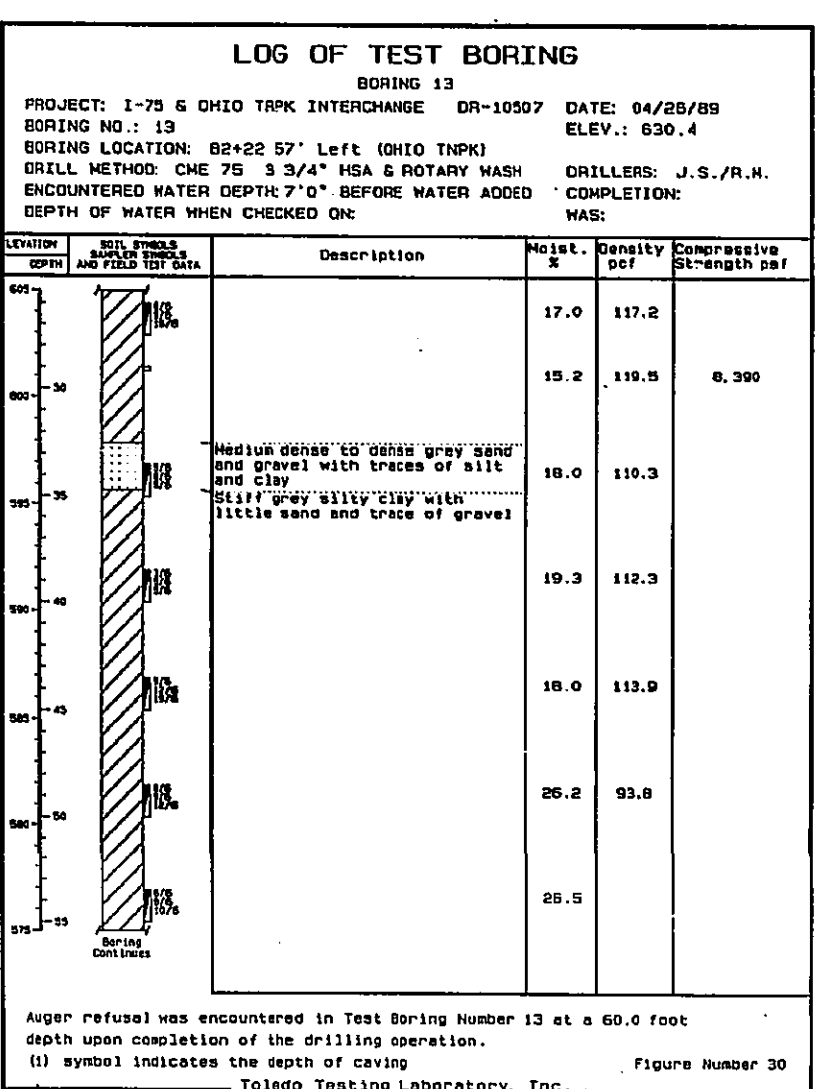 LOG OF TEST BORING
BORING 13
PROJECT: I-75 & OHIO TRPK INTERCHANGE DR-10507 DATE: 04/26/89
BORING NO.: 13 ELEV.: 630.4
BORING LOCATION: 82+22 57' Left (OHIO TNPK)
DRILL METHOD: CME 75 3 3/4" HSA & ROTARY WASH DRILLERS: J.S./R.H.
ENCOUNTERED WATER DEPTH: 7'0" BEFORE WATER ADDED COMPLETION:
DEPTH OF WATER WHEN CHECKED ON: WAS:
LEVATION DEPTH SOIL SYMBOLS SAMPLER SYMBOLS AND FIELD TEST DATA Description Moist. % Density pcf Compressive Strength psf
605
17.0 117.2
15.2 119.5 8,390
600 30
Medium dense to dense grey sand
and gravel with traces of silt
and clay
18.0 110.3
Stiff grey silty clay with
little sand and trace of gravel
595 35
19.3 112.3
590 40
18.0 113.9
585 45
26.2 93.8
580 50
26.5
575 55
Boring
Continues
Auger refusal was encountered in Test Boring Number 13 at a 60.0 foot
depth upon completion of the drilling operation.
(1) symbol indicates the depth of caving Figure Number 30
Toledo Testing Laboratory, Inc.